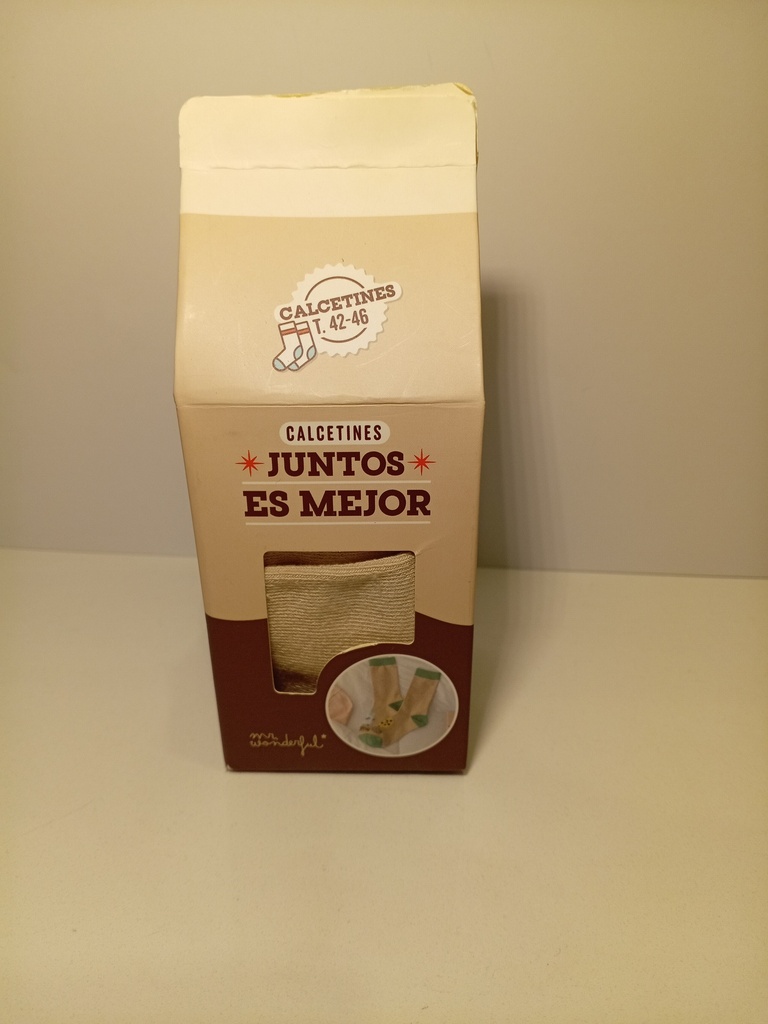 CALCETINES
T. 42-46
CALCETINES
JUNTOS
ES MEJOR
mr.
wonderful*